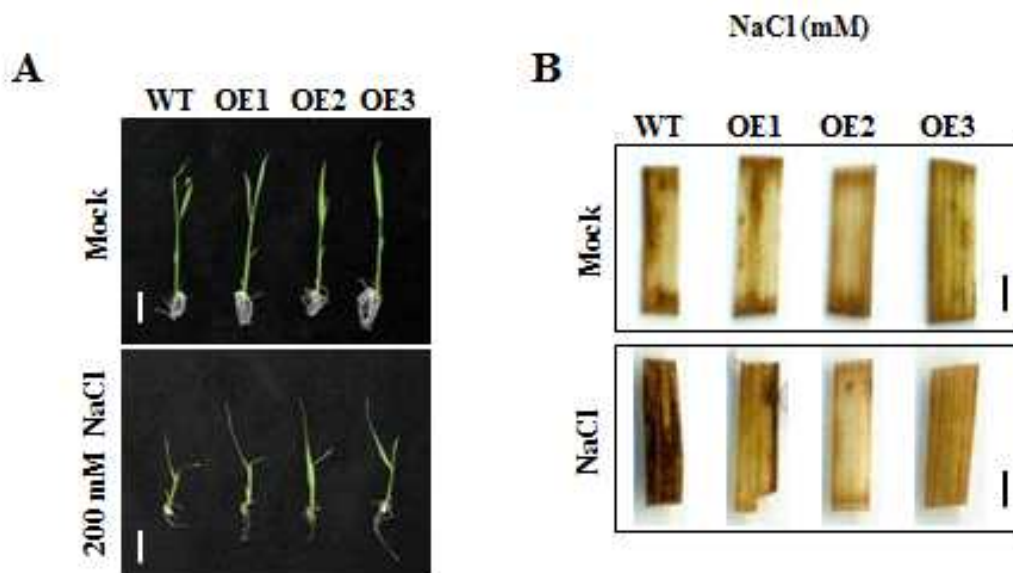 NaCl (mM)
A
WT OE1 OE2 OE3
Mock
200 mM NaCl
B
WT OE1 OE2 OE3
Mock
NaCl